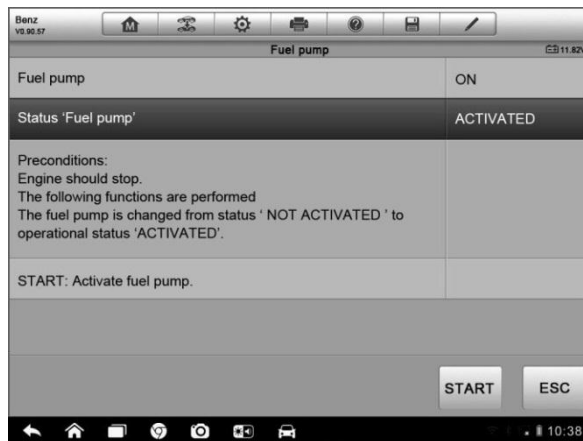 Benz
V0.90.57
M
?
Fuel pump
11.82V
Fuel pump ON
Status 'Fuel pump' ACTIVATED
Preconditions:
Engine should stop.
The following functions are performed
The fuel pump is changed from status ' NOT ACTIVATED ' to
operational status 'ACTIVATED'.
START: Activate fuel pump.
START ESC
10:38